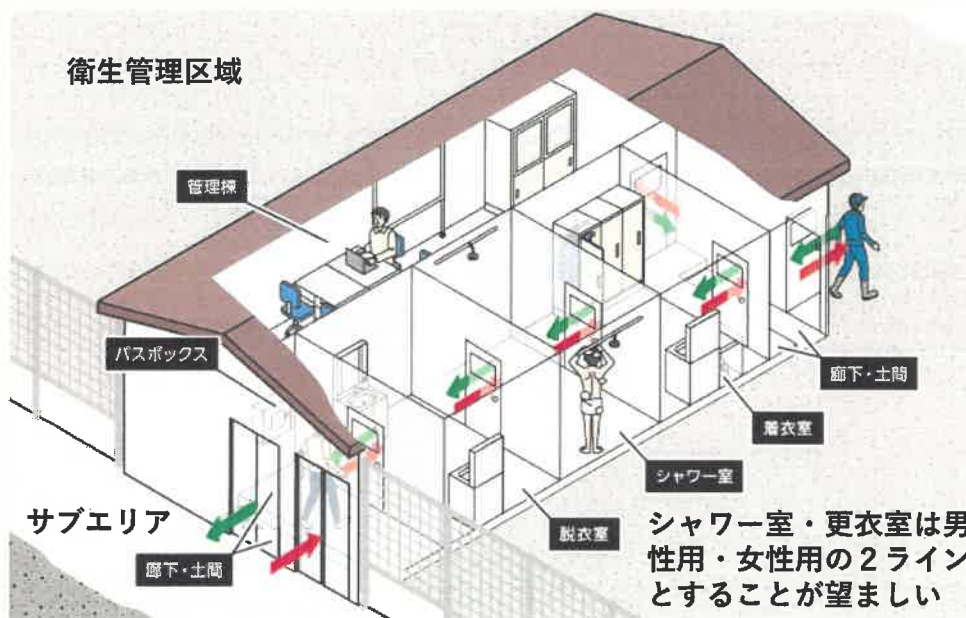 衛生管理区域
管理棟
パスボックス
廊下・土間
着衣室
シャワー室
脱衣室
サブエリア
廊下・土間
シャワー室・更衣室は男
性用・女性用の2ライン
とすることが望ましい